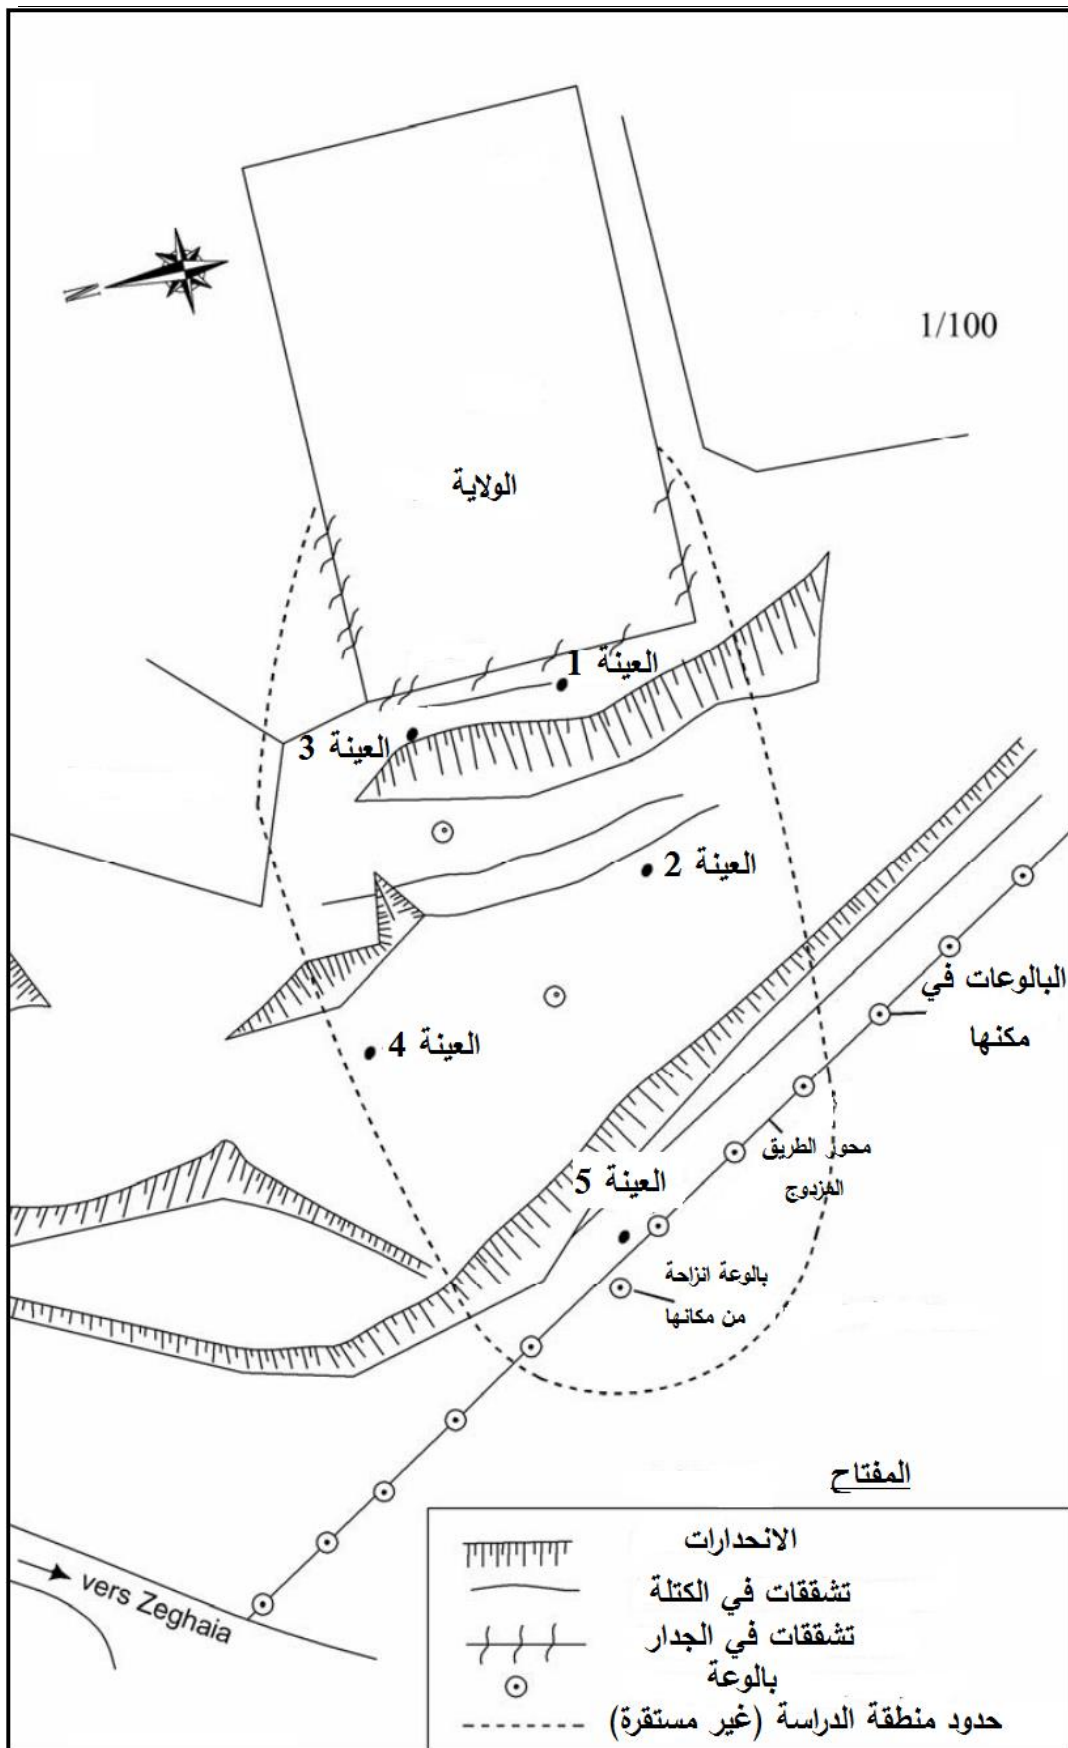 N
1/100
الولاية
العينة 1
العينة 3
العينة 2
البالوعات في
مكنها
العينة 4
محور الطريق
المزدوج
العينة 5
بالوعة انزاحة
من مكانها
المفتاح
الانحدارات
تشققات في الكتلة
تشققات في الجدار
بالوعة
حدود منطقة الدراسة (غير مستقرة)
vers Zeghaia